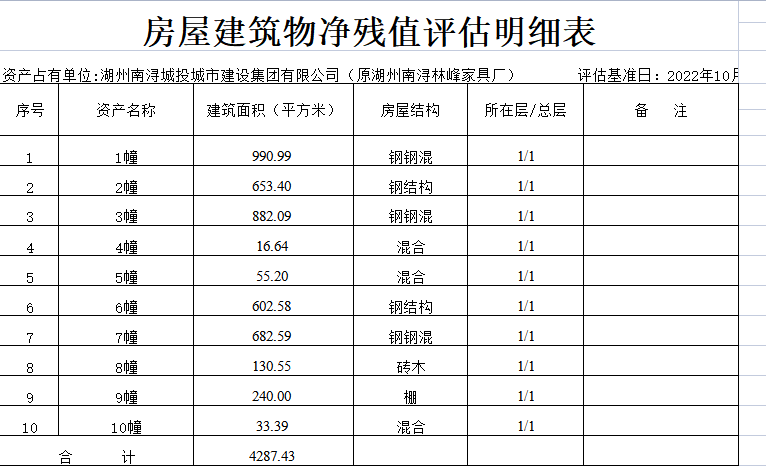 房屋建筑物净残值评估明细表
资产占有单位:湖州南浔城投城市建设集团有限公司（原湖州南浔林峰家具厂） 评估基准日：2022年10月
序号 资产名称 建筑面积（平方米） 房屋结构 所在层/总层 备 注
1 1幢 990.99 钢钢混 1/1
2 2幢 653.40 钢结构 1/1
3 3幢 882.09 钢钢混 1/1
4 4幢 16.64 混合 1/1
5 5幢 55.20 混合 1/1
6 6幢 602.58 钢结构 1/1
7 7幢 682.59 钢钢混 1/1
8 8幢 130.55 砖木 1/1
9 9幢 240.00 棚 1/1
10 10幢 33.39 混合 1/1
合 计 4287.43